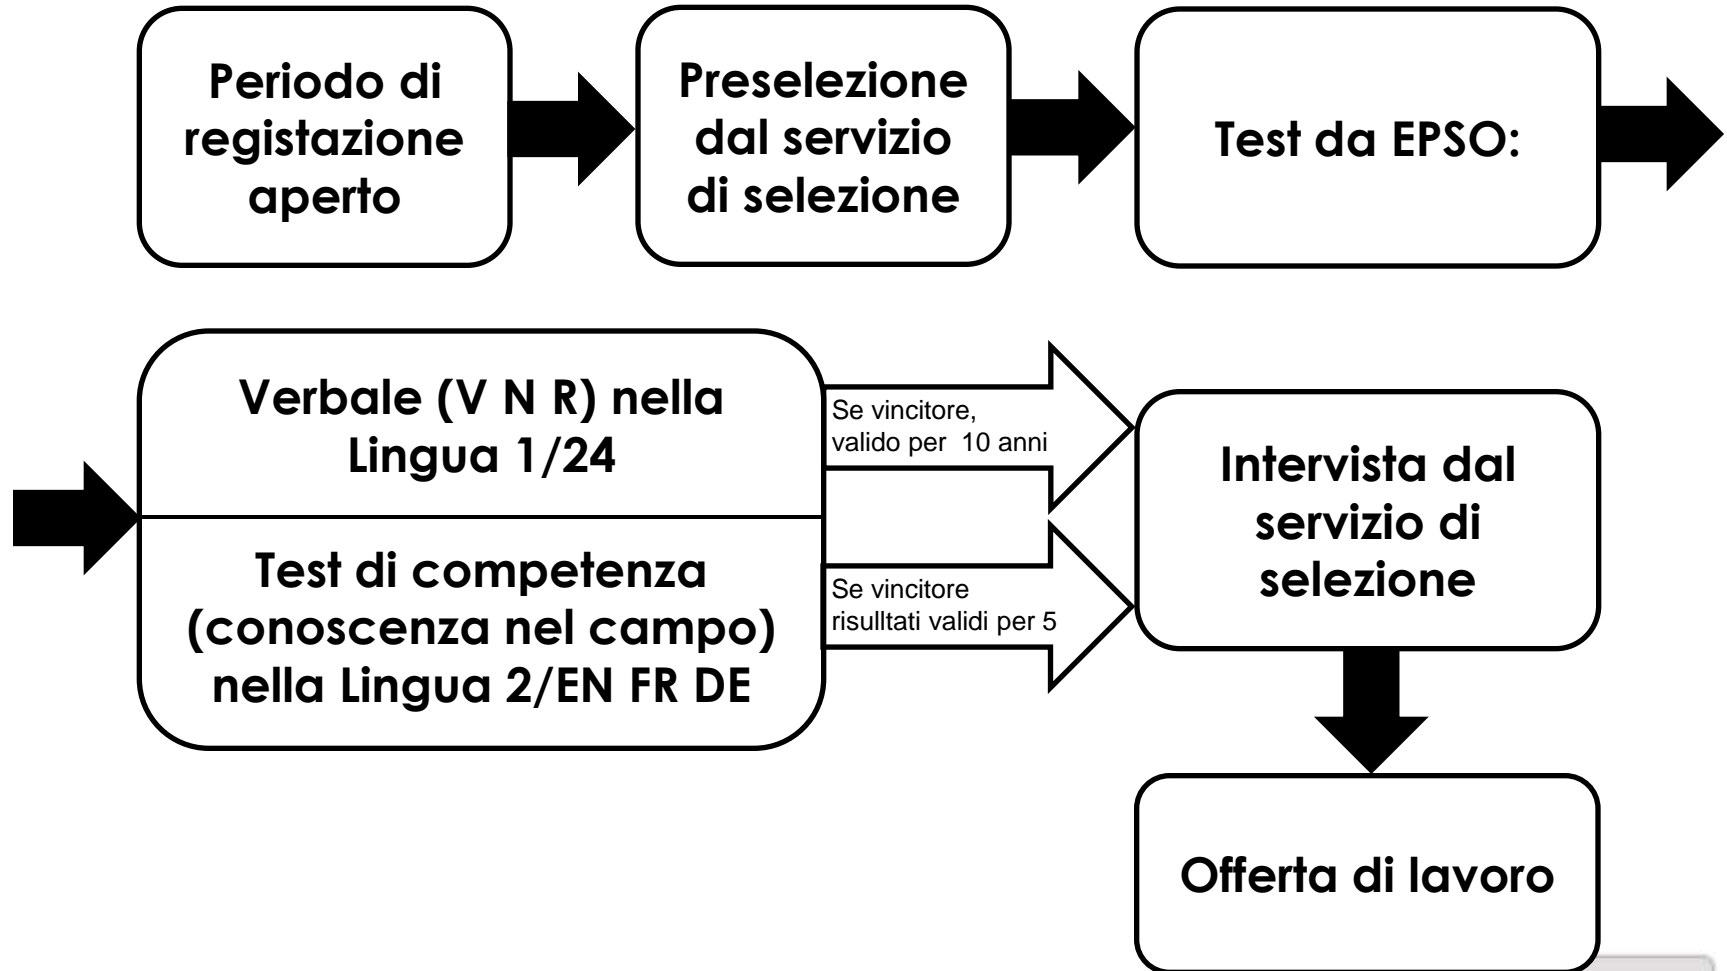 Periodo di
registazione
aperto
Preselezione
dal servizio
di selezione
Test da EPSO:
Verbale (V N R) nella
Lingua 1/24
Se vincitore,
valido per 10 anni
Test di competenza
(conoscenza nel campo)
nella Lingua 2/EN FR DE
Se vincitore
risulltati validi per 5
Intervista dal
servizio di
selezione
Offerta di lavoro